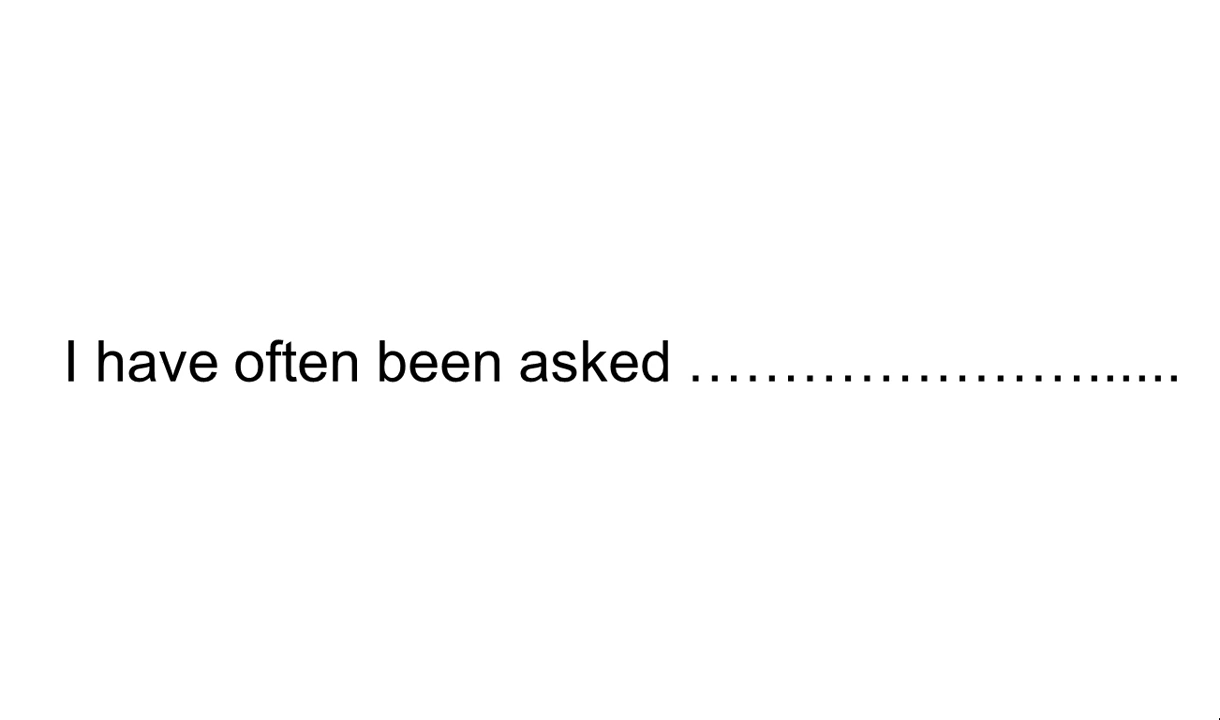 I have often been asked …………………......